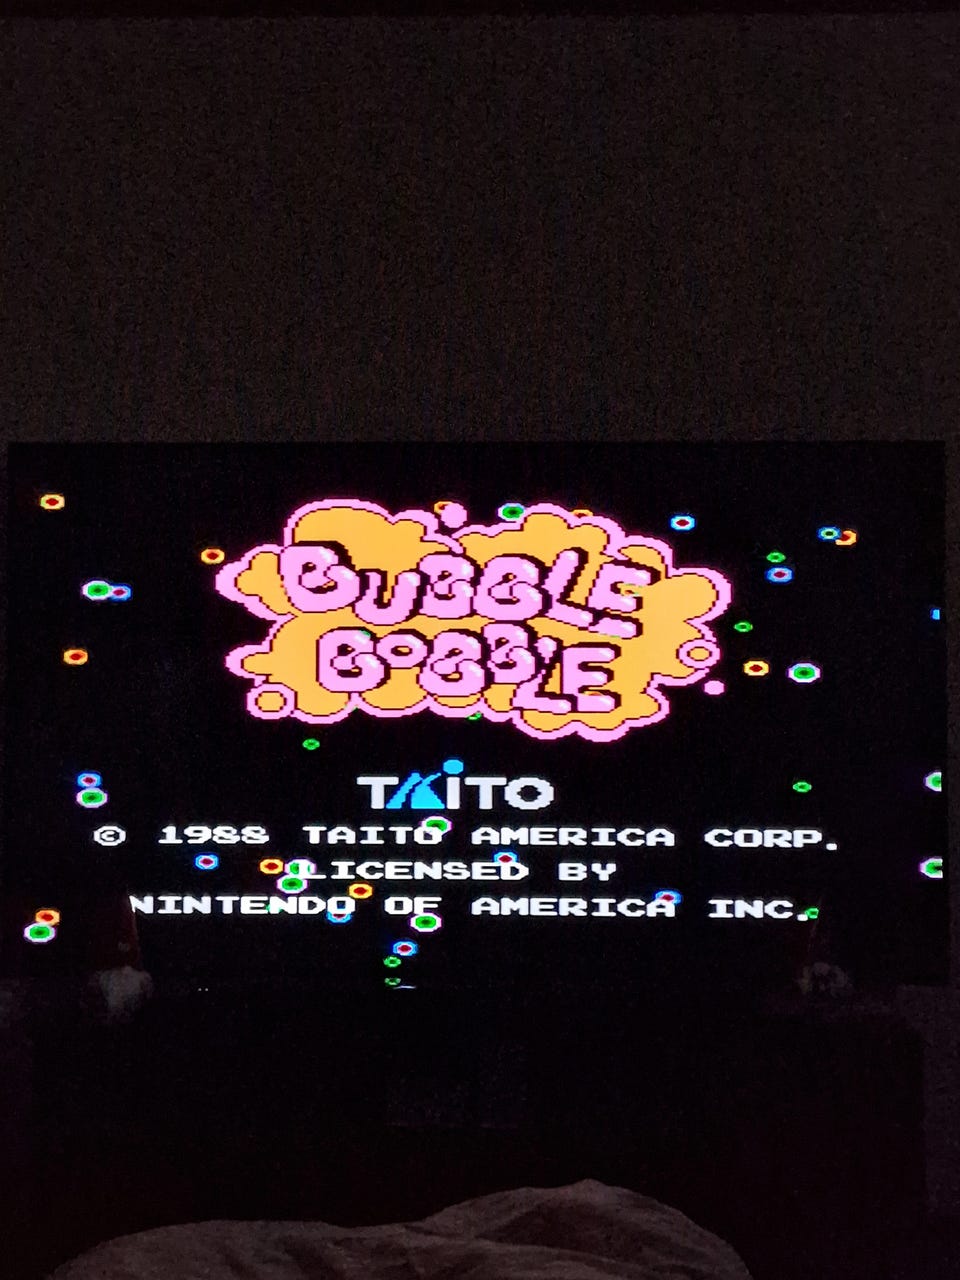 BUBBLE
BOBBLE
TAITO
© 1988 TAITO AMERICA CORP.
LICENSED BY
NINTENDO OF AMERICA INC.